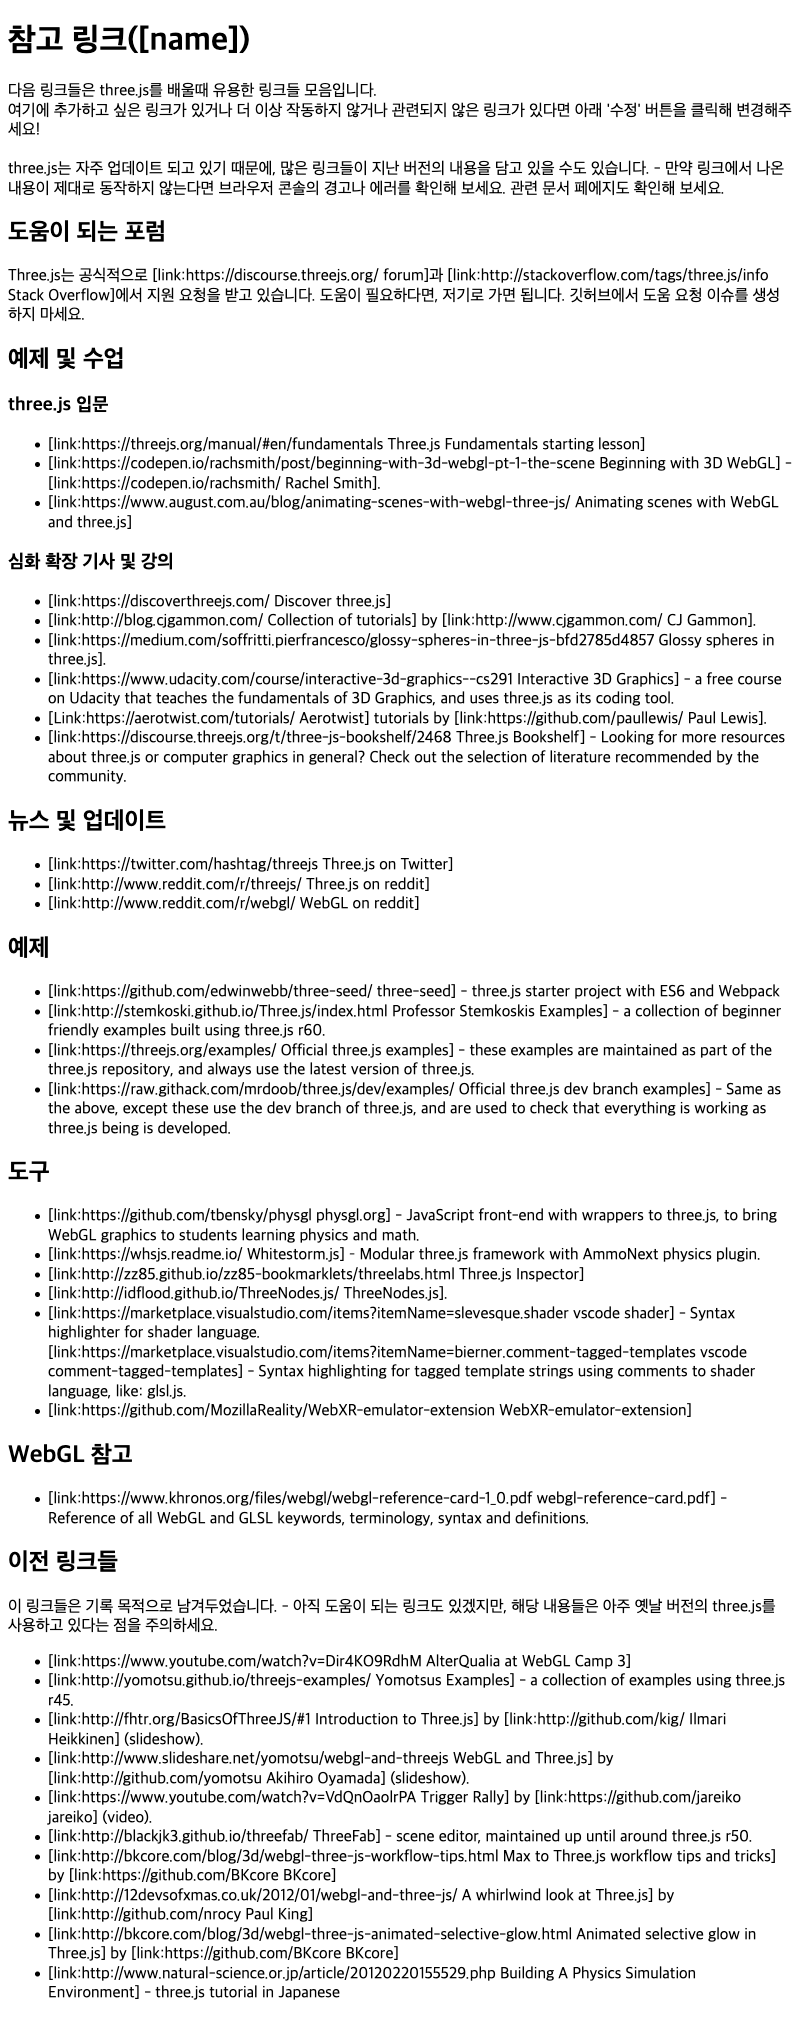 참고 링크([name])
다음 링크들은 three.js를 배울때 유용한 링크들 모음입니다.
여기에 추가하고 싶은 링크가 있거나 더 이상 작동하지 않거나 관련되지 않은 링크가 있다면 아래 '수정' 버튼을 클릭해 변경해주
세요!
three.js는 자주 업데이트 되고 있기 때문에, 많은 링크들이 지난 버전의 내용을 담고 있을 수도 있습니다. - 만약 링크에서 나온
내용이 제대로 동작하지 않는다면 브라우저 콘솔의 경고나 에러를 확인해 보세요. 관련 문서 페에지도 확인해 보세요.
도움이 되는 포럼
Three.js는 공식적으로 [link:https://discourse.threejs.org/ forum]과 [link:http://stackoverflow.com/tags/three.js/info
Stack Overflow]에서 지원 요청을 받고 있습니다. 도움이 필요하다면, 저기로 가면 됩니다. 깃허브에서 도움 요청 이슈를 생성
하지 마세요.
예제 및 수업
three.js 입문
• [link:https://threejs.org/manual/#en/fundamentals Three.js Fundamentals starting lesson]
• [link:https://codepen.io/rachsmith/post/beginning-with-3d-webgl-pt-1-the-scene Beginning with 3D WebGL] -
[link:https://codepen.io/rachsmith/ Rachel Smith].
• [link:https://www.august.com.au/blog/animating-scenes-with-webgl-three-js/ Animating scenes with WebGL
and three.js]
심화 확장 기사 및 강의
• [link:https://discoverthreejs.com/ Discover three.js]
• [link:http://blog.cjgammon.com/ Collection of tutorials] by [link:http://www.cjgammon.com/ CJ Gammon].
• [link:https://medium.com/soffritti.pierfrancesco/glossy-spheres-in-three-js-bfd2785d4857 Glossy spheres in
three.js].
• [link:https://www.udacity.com/course/interactive-3d-graphics--cs291 Interactive 3D Graphics] - a free course
on Udacity that teaches the fundamentals of 3D Graphics, and uses three.js as its coding tool.
• [Link:https://aerotwist.com/tutorials/ Aerotwist] tutorials by [link:https://github.com/paullewis/ Paul Lewis].
• [link:https://discourse.threejs.org/t/three-js-bookshelf/2468 Three.js Bookshelf] - Looking for more resources
about three.js or computer graphics in general? Check out the selection of literature recommended by the
community.
뉴스 및 업데이트
• [link:https://twitter.com/hashtag/threejs Three.js on Twitter]
• [link:http://www.reddit.com/r/threejs/ Three.js on reddit]
• [link:http://www.reddit.com/r/webgl/ WebGL on reddit]
예제
• [link:https://github.com/edwinwebb/three-seed/ three-seed] - three.js starter project with ES6 and Webpack
• [link:http://stemkoski.github.io/Three.js/index.html Professor Stemkoskis Examples] - a collection of beginner
friendly examples built using three.js r60.
• [link:https://threejs.org/examples/ Official three.js examples] - these examples are maintained as part of the
three.js repository, and always use the latest version of three.js.
• [link:https://raw.githack.com/mrdoob/three.js/dev/examples/ Official three.js dev branch examples] - Same as
the above, except these use the dev branch of three.js, and are used to check that everything is working as
three.js being is developed.
도구
• [link:https://github.com/tbensky/physgl physgl.org] - JavaScript front-end with wrappers to three.js, to bring
WebGL graphics to students learning physics and math.
• [link:https://whsjs.readme.io/ Whitestorm.js] - Modular three.js framework with AmmoNext physics plugin.
• [link:http://zz85.github.io/zz85-bookmarklets/threelabs.html Three.js Inspector]
• [link:http://idflood.github.io/ThreeNodes.js/ ThreeNodes.js].
• [link:https://marketplace.visualstudio.com/items?itemName=slevesque.shader vscode shader] - Syntax
highlighter for shader language.
[link:https://marketplace.visualstudio.com/items?itemName=bierner.comment-tagged-templates vscode
comment-tagged-templates] - Syntax highlighting for tagged template strings using comments to shader
language, like: glsl.js.
• [link:https://github.com/MozillaReality/WebXR-emulator-extension WebXR-emulator-extension]
WebGL 참고
• [link:https://www.khronos.org/files/webgl/webgl-reference-card-1_0.pdf webgl-reference-card.pdf] -
Reference of all WebGL and GLSL keywords, terminology, syntax and definitions.
이전 링크들
이 링크들은 기록 목적으로 남겨두었습니다. - 아직 도움이 되는 링크도 있겠지만, 해당 내용들은 아주 옛날 버전의 three.js를
사용하고 있다는 점을 주의하세요.
• [link:https://www.youtube.com/watch?v=Dir4KO9RdhM AlterQualia at WebGL Camp 3]
• [link:http://yomotsu.github.io/threejs-examples/ Yomotsus Examples] - a collection of examples using three.js
r45.
• [link:http://fhtr.org/BasicsOfThreeJS/#1 Introduction to Three.js] by [link:http://github.com/kig/ Ilmari
Heikkinen] (slideshow).
• [link:http://www.slideshare.net/yomotsu/webgl-and-threejs WebGL and Three.js] by
[link:http://github.com/yomotsu Akihiro Oyamada] (slideshow).
• [link:https://www.youtube.com/watch?v=VdQnOaolrPA Trigger Rally] by [link:https://github.com/jareiko
jareiko] (video).
• [link:http://blackjk3.github.io/threefab/ ThreeFab] - scene editor, maintained up until around three.js r50.
• [link:http://bkcore.com/blog/3d/webgl-three-js-workflow-tips.html Max to Three.js workflow tips and tricks]
by [link:https://github.com/BKcore BKcore]
• [link:http://12devsofxmas.co.uk/2012/01/webgl-and-three-js/ A whirlwind look at Three.js] by
[link:http://github.com/nrocy Paul King]
• [link:http://bkcore.com/blog/3d/webgl-three-js-animated-selective-glow.html Animated selective glow in
Three.js] by [link:https://github.com/BKcore BKcore]
• [link:http://www.natural-science.or.jp/article/20120220155529.php Building A Physics Simulation
Environment] - three.js tutorial in Japanese